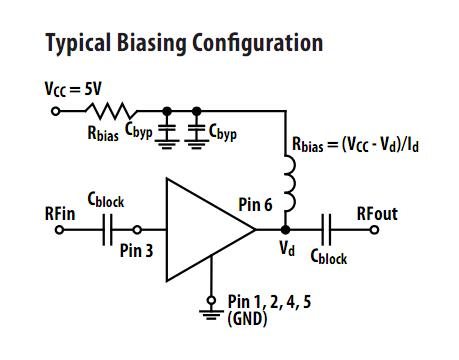 Typical Biasing Configuration
Vcc = 5V
Rbias
Cbyp
Cbyp
Rbias = (Vcc - Vd)/Id
Cblock
Pin 6
RFin
RFout
Pin 3
Vd
Cblock
Pin 1, 2, 4, 5
(GND)